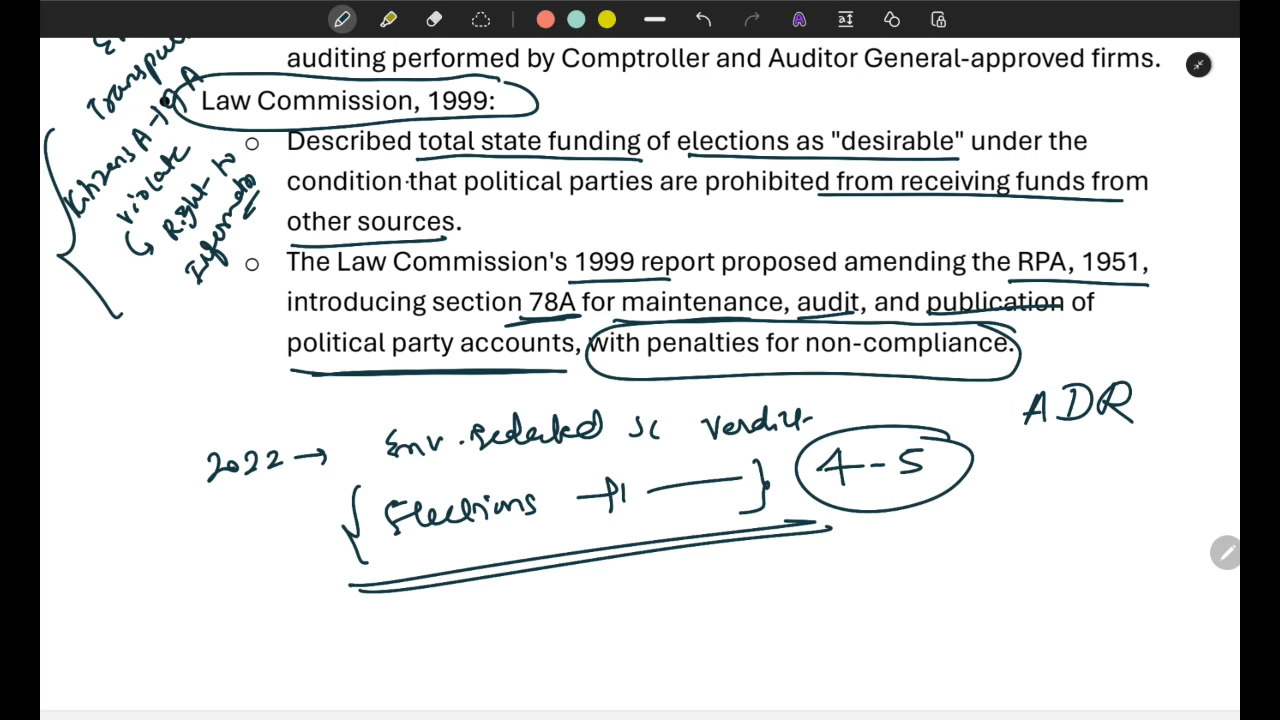 auditing performed by Comptroller and Auditor General-approved firms.
Law Commission, 1999:
Described total state funding of elections as "desirable" under the
condition that political parties are prohibited from receiving funds from
other sources.
The Law Commission's 1999 report proposed amending the RPA, 1951,
introducing section 78A for maintenance, audit, and publication of
political party accounts, with penalties for non-compliance.
Citizens
violate
Right to
ADR
2022 → Env. SC
Elections
4-5